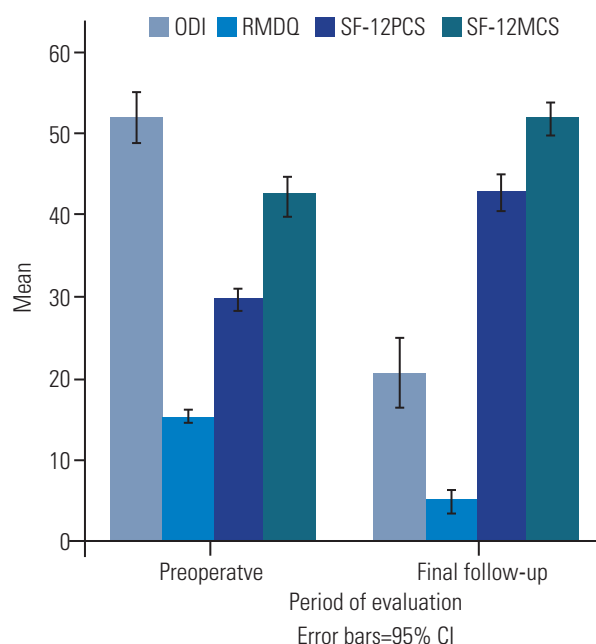 ODI RMDQ SF-12PCS SF-12MCS
60
50
40
30
20
10
0
Mean
Preoperatve Final follow-up
Period of evaluation
Error bars=95% CI